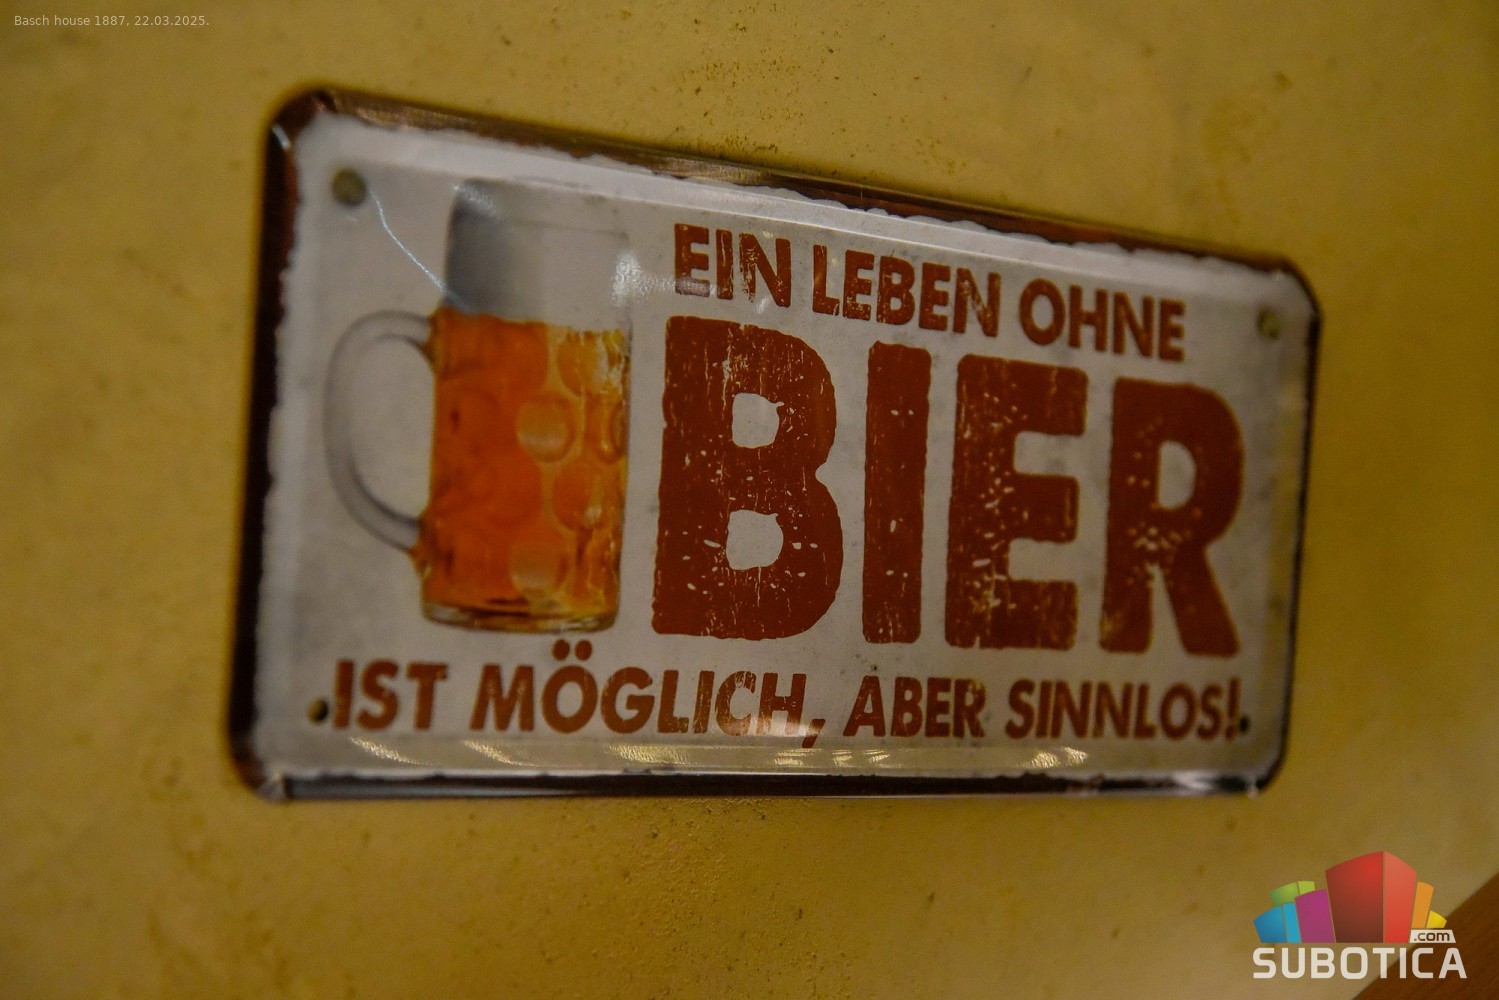 Basch house 1887, 22.03.2025.
EIN LEBEN OHNE
BIER
IST MÖGLICH, ABER SINNLOS!
.com
SUBOTICA